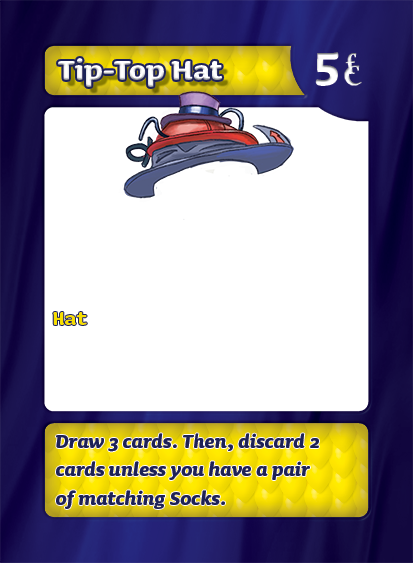 Tip-Top Hat
5
Hat
Draw 3 cards. Then, discard 2
cards unless you have a pair
of matching Socks.